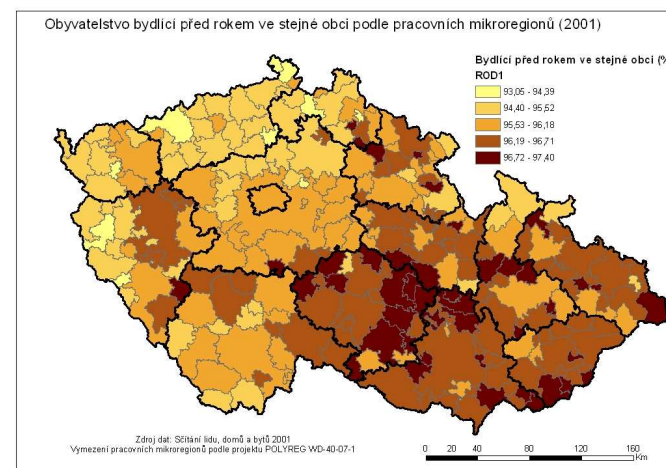 Obyvatelstvo bydlící před rokem ve stejné obci podle pracovních mikroregionů (2001)
Bydlící před rokem ve stejné obci (%
ROD1
93,05 - 94,39
94,40 - 95,52
95,53 - 96,18
96,19 - 96,71
96,72 - 97,40
Zdroj dat: Sčítání lidu, domů a bytů 2001
Vymezení pracovních mikroregionů podle projektu POLYREG WD-40-07-1
0 20 40 80 120 160
Km